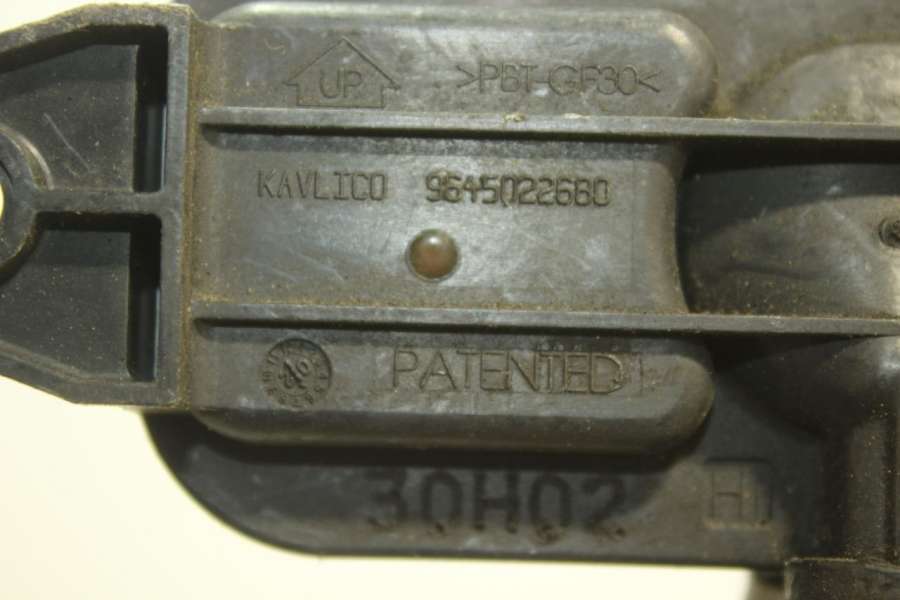 UP
>PBT-GF30<
KAVLICO 9645022680
PATENTED
30H02